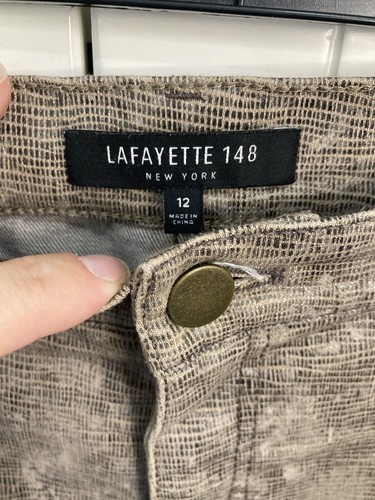 LAFAYETTE 148
NEW YORK
12
MADE IN
CHINA